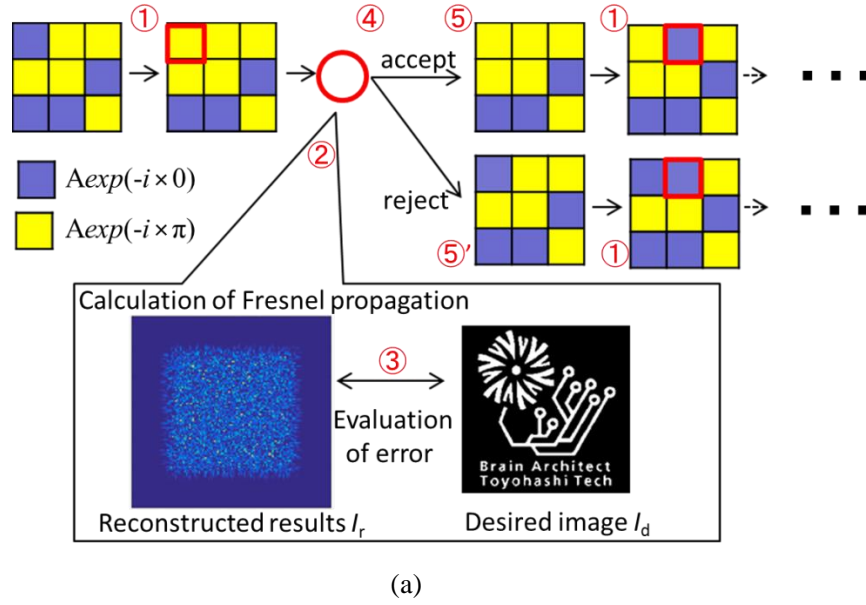 ① ④ ⑤ ①
accept
②
Aexp(-i×0)
reject
Aexp(-i×π)
⑤' ①
Calculation of Fresnel propagation
③
Evaluation
of error
Brain Architect
Toyohashi Tech
Reconstructed results Ir
Desired image Id
(a)